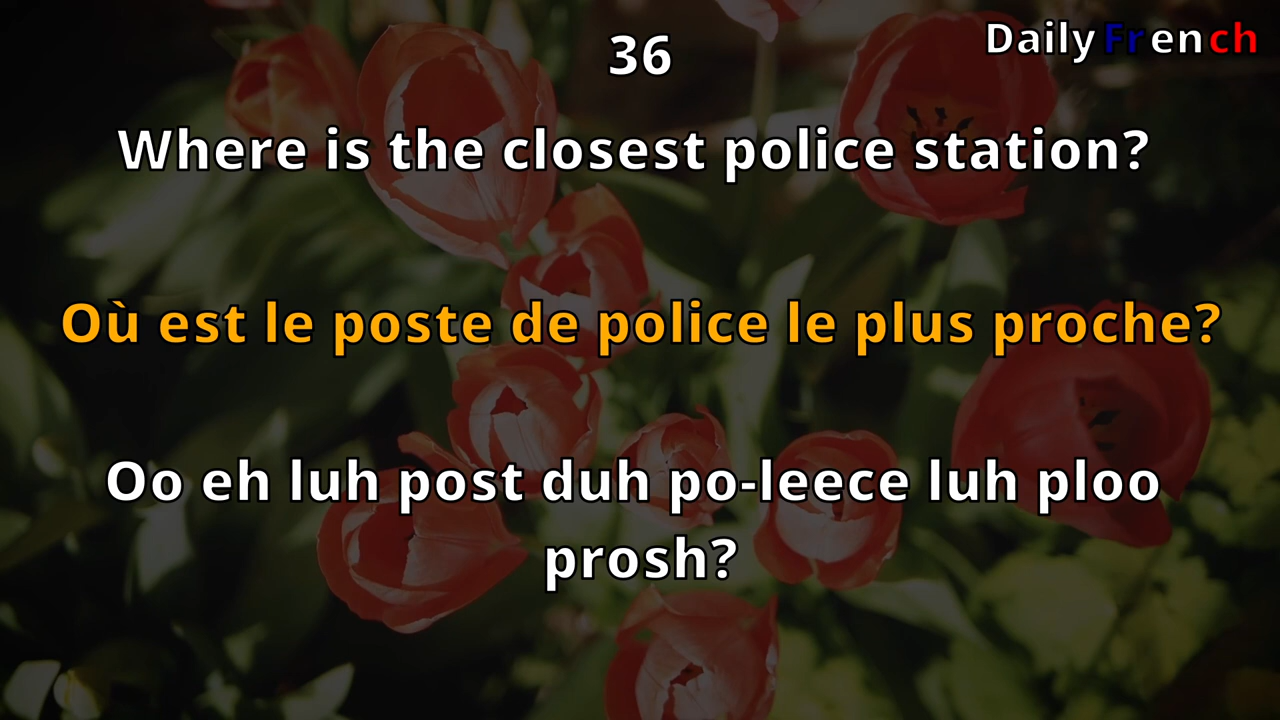 36
Daily French
Where is the closest police station?
Où est le poste de police le plus proche?
Oo eh luh post duh po-leece luh ploo
prosh?